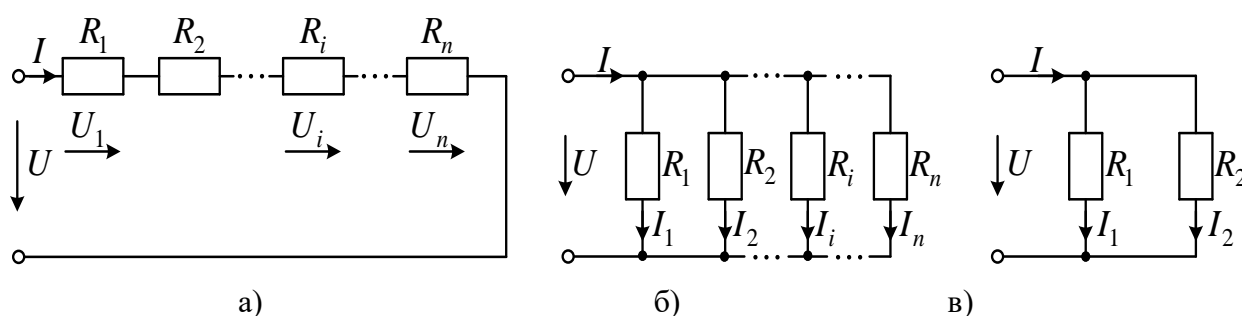 I R₁ R₂ Rᵢ Rₙ
U U₁ Uᵢ Uₙ
а)
I
U R₁ R₂ Rᵢ Rₙ
I₁ I₂ Iᵢ Iₙ
б)
I
U R₁ R₂
I₁ I₂
в)